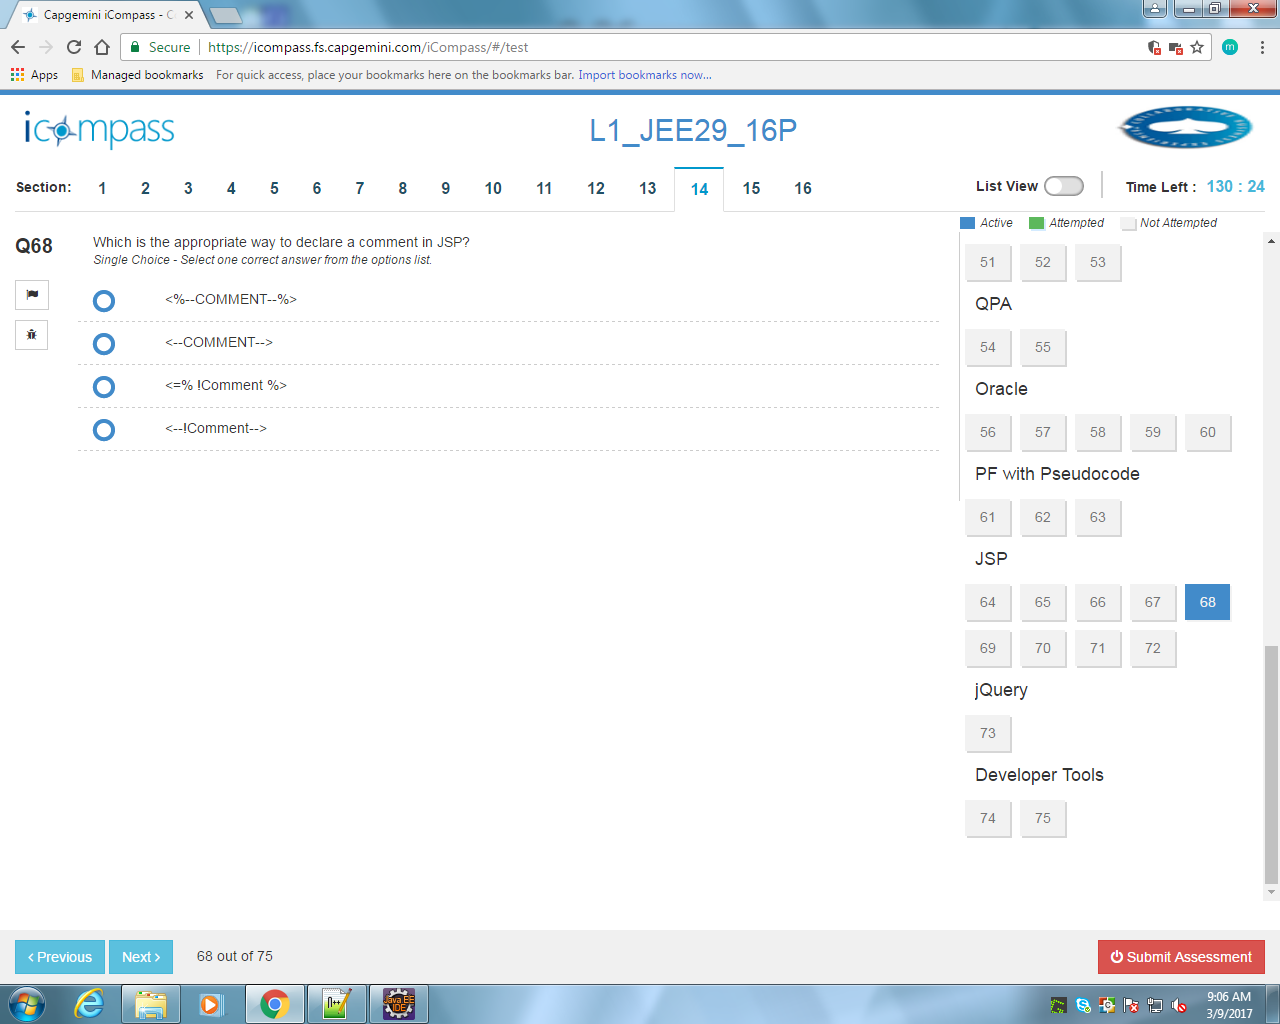 Capgemini iCompass - C
Secure https://icompass.fs.capgemini.com/iCompass/#/test
Apps Managed bookmarks For quick access, place your bookmarks here on the bookmarks bar. Import bookmarks now...
icompass
L1_JEE29_16P
Section: 1 2 3 4 5 6 7 8 9 10 11 12 13 14 15 16
List View Time Left : 130 : 24
Active Attempted Not Attempted
Q68
Which is the appropriate way to declare a comment in JSP?
Single Choice - Select one correct answer from the options list.
<%--COMMENT--%>
<--COMMENT-->
<=% !Comment %>
<--!Comment-->
51 52 53
QPA
54 55
Oracle
56 57 58 59 60
PF with Pseudocode
61 62 63
JSP
64 65 66 67 68
69 70 71 72
jQuery
73
Developer Tools
74 75
Previous Next 68 out of 75
Submit Assessment
Java EE
IDE
9:06 AM
3/9/2017